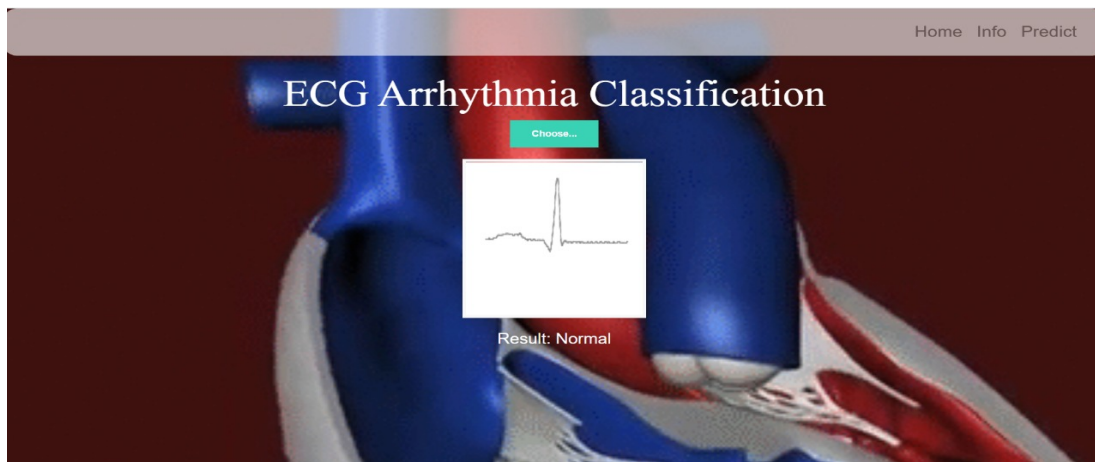 Home Info Predict
ECG Arrhythmia Classification
Choose...
Result: Normal